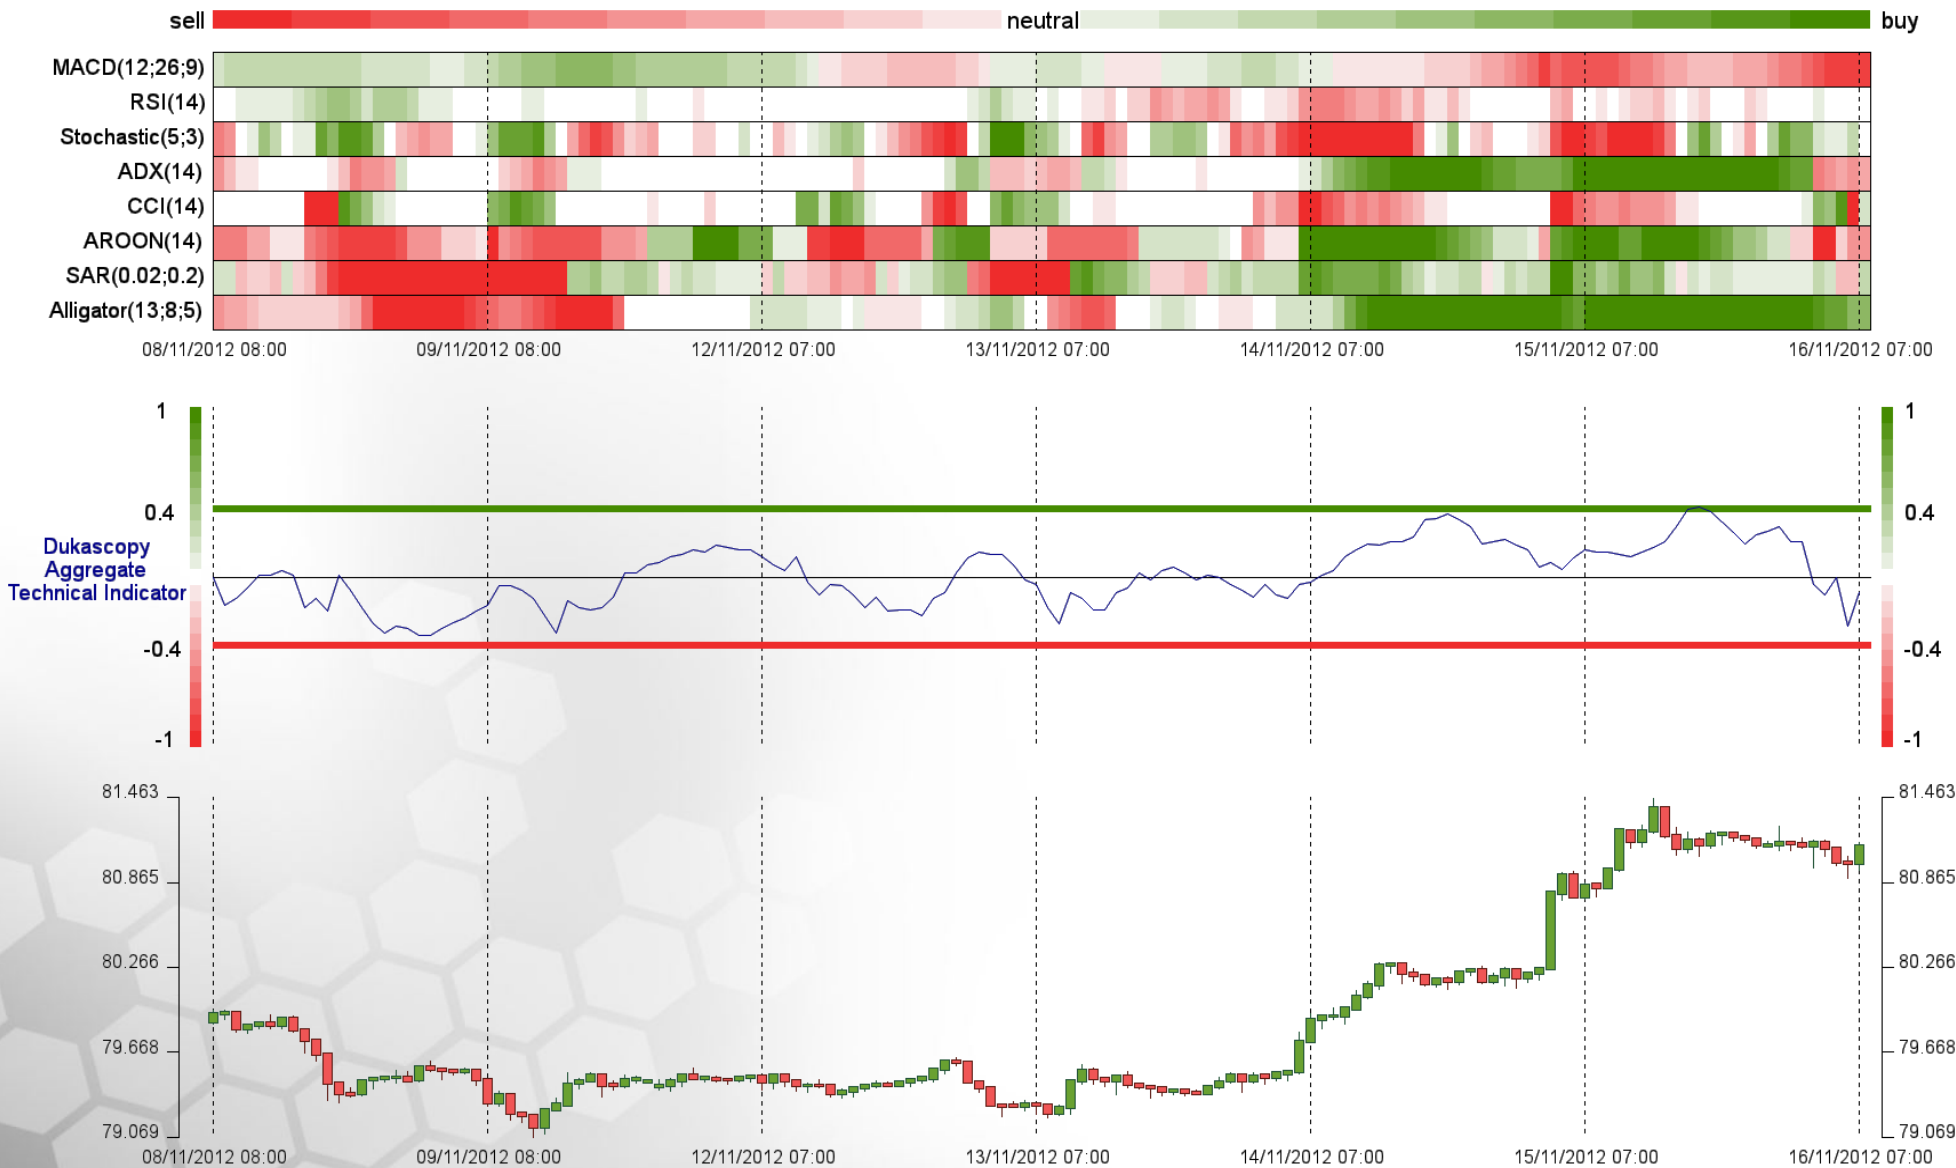 sell neutral buy
MACD(12;26;9)
RSI(14)
Stochastic(5;3)
ADX(14)
CCI(14)
AROON(14)
SAR(0.02;0.2)
Alligator(13;8;5)
08/11/2012 08:00 09/11/2012 08:00 12/11/2012 07:00 13/11/2012 07:00 14/11/2012 07:00 15/11/2012 07:00 16/11/2012 07:00
1 1
0.4 0.4
Dukascopy
Aggregate
Technical Indicator
-0.4 -0.4
-1 -1
81.463 81.463
80.865 80.865
80.266 80.266
79.668 79.668
79.069 79.069
08/11/2012 08:00 09/11/2012 08:00 12/11/2012 07:00 13/11/2012 07:00 14/11/2012 07:00 15/11/2012 07:00 16/11/2012 07:00